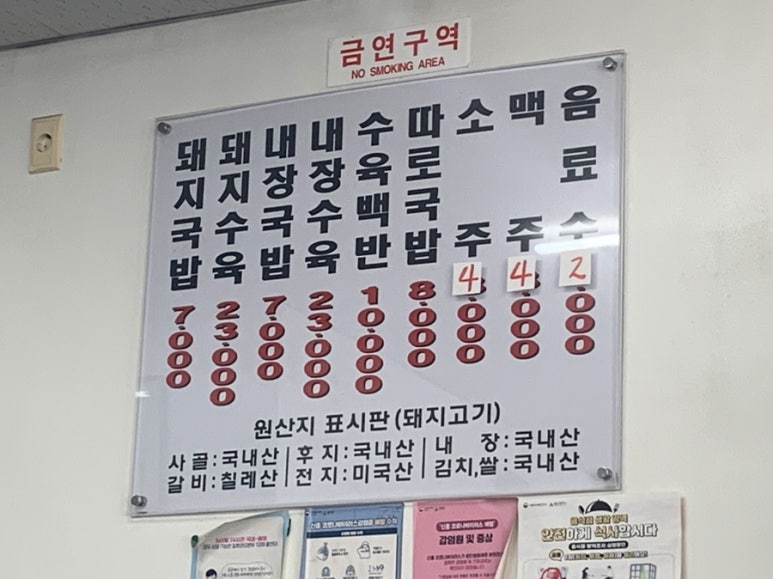 금연구역
NO SMOKING AREA
돼지국밥 7.000
돼지수육 23.000
내장국밥 7.000
내장수육 23.000
수육백반 10.000
따로국밥 8.000
소주 4.000
맥주 4.000
음료수 2.000
원산지 표시판(돼지고기)
사골:국내산 | 후지:국내산 | 내 장:국내산
갈비:칠레산 | 전지:미국산 | 김치,쌀:국내산
감염원 및 증상
안전하게 식사합시다